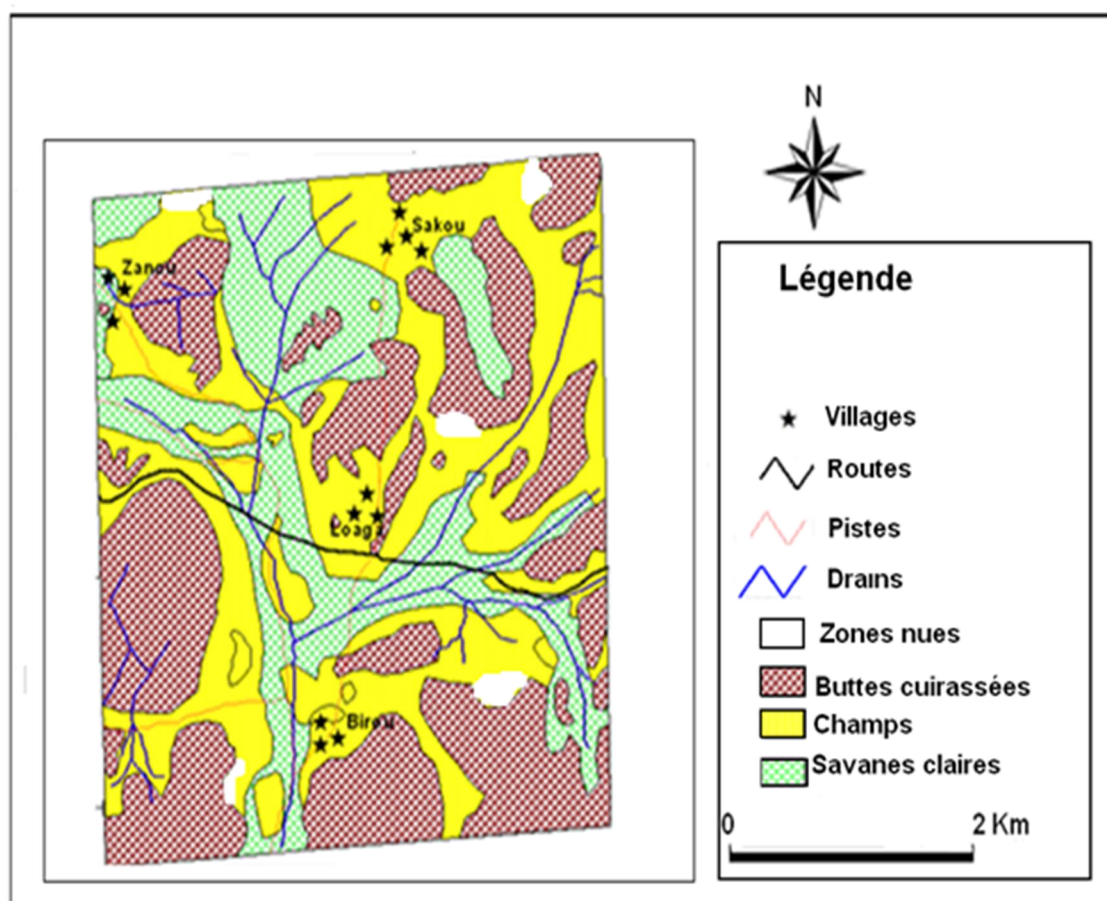 N
Sakou
Zanou
Loaga
Birou
Légende
Villages
Routes
Pistes
Drains
Zones nues
Buttes cuirassées
Champs
Savanes claires
0 2 Km